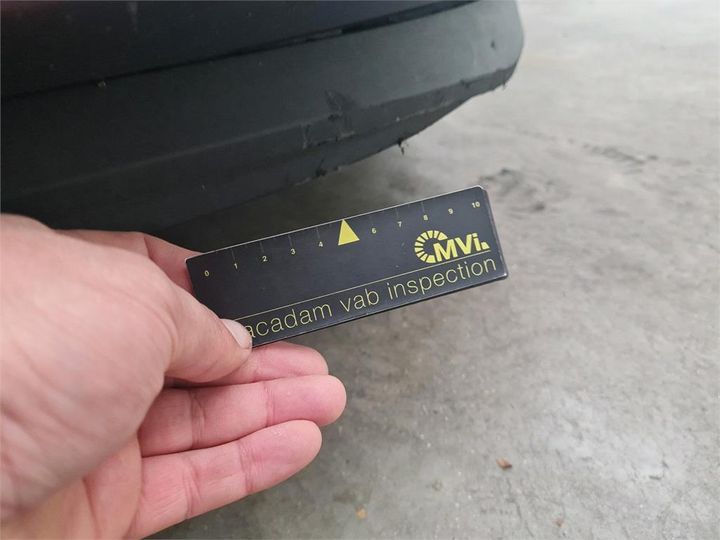 0 1 2 3 4 6 7 8 9 10
MVi
acadam vab inspection